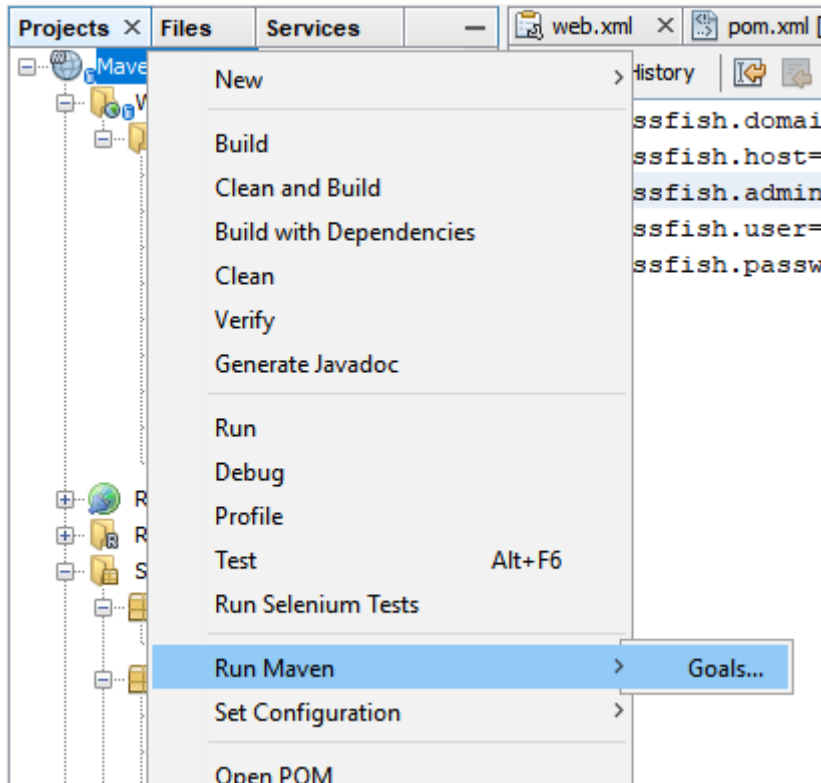 Projects Files Services web.xml pom.xml [
Mave
New
History
W
ssfish.domai
Build
ssfish.host=
Clean and Build
ssfish.admin
Build with Dependencies
ssfish.user=
Clean
ssfish.passw
Verify
Generate Javadoc
Run
Debug
R
Profile
R
Test Alt+F6
S
Run Selenium Tests
Run Maven Goals...
Set Configuration
Open POM